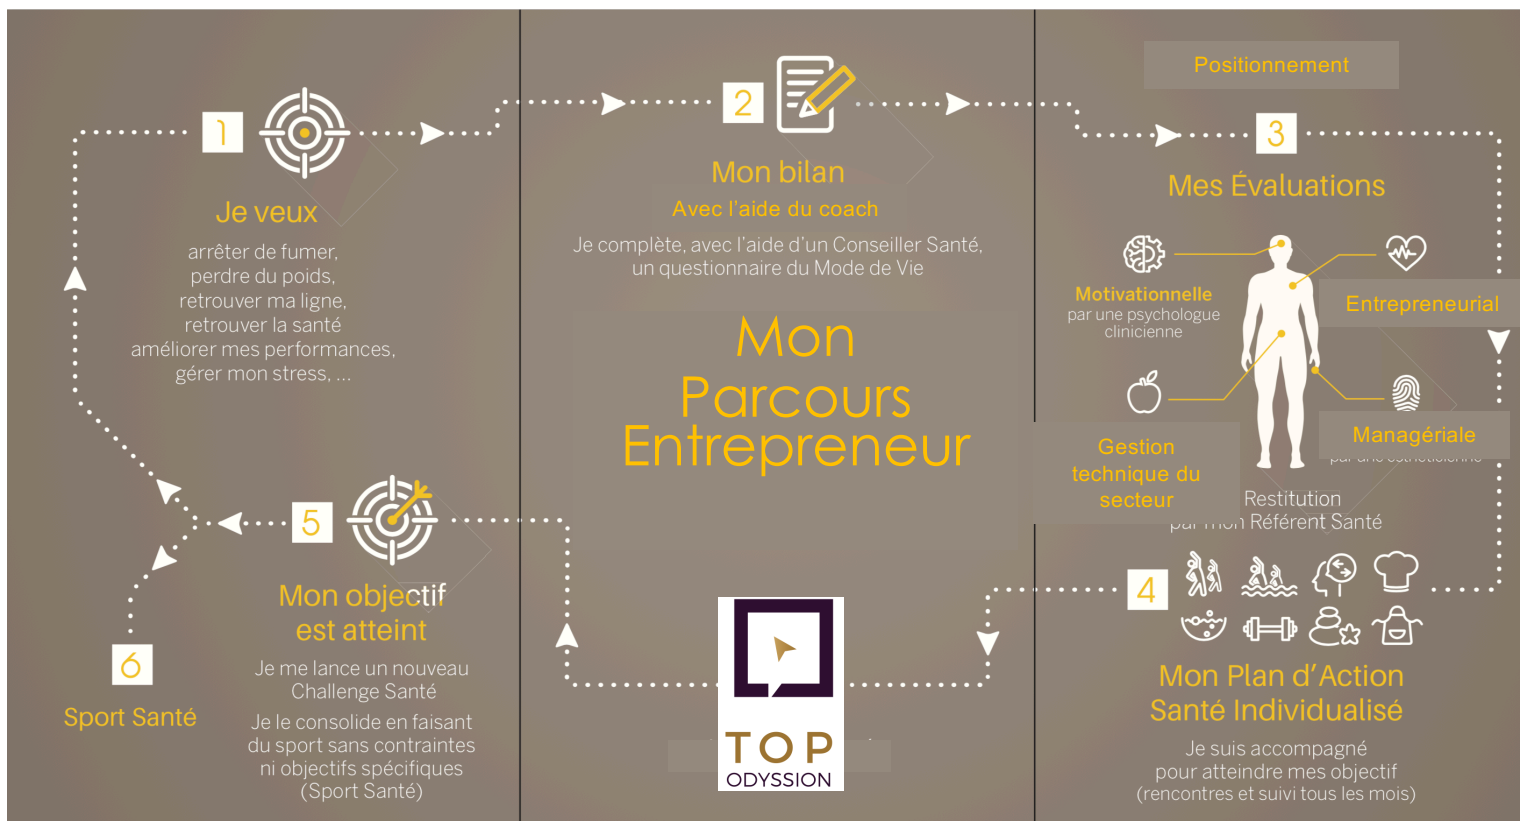 1
Je veux
arrêter de fumer,
perdre du poids,
retrouver ma ligne,
retrouver la santé
améliorer mes performances,
gérer mon stress, ...
2
Mon bilan
Avec l'aide du coach
Je complète, avec l'aide d'un Conseiller Santé,
un questionnaire du Mode de Vie
Mon
Parcours
Entrepreneur
Positionnement
3
Mes Évaluations
Motivationnelle
par une psychologue
clinicienne
Entrepreneurial
Gestion
technique du
secteur
Managériale
par une esthéticienne
Restitution
par mon Référent Santé
4
Mon Plan d'Action
Santé Individualisé
Je suis accompagné
pour atteindre mes objectif
(rencontres et suivi tous les mois)
5
Mon objectif
est atteint
Je me lance un nouveau
Challenge Santé
Je le consolide en faisant
du sport sans contraintes
ni objectifs spécifiques
(Sport Santé)
6
Sport Santé
TOP
ODYSSION